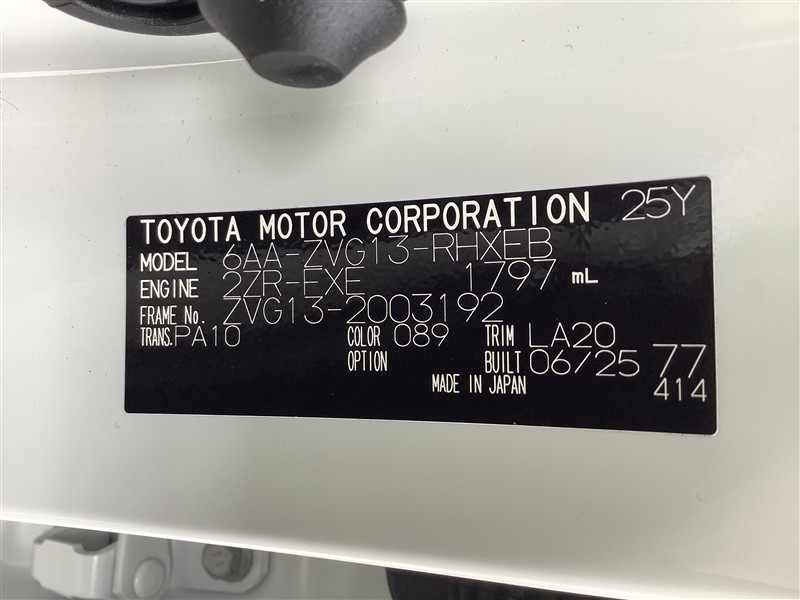 TOYOTA MOTOR CORPORATION 25Y
MODEL 6AA-ZVG13-RHXEB
ENGINE 2ZR-EXE 1797 mL
FRAME No. ZVG13-2003192
TRANS. PA10 COLOR 089 TRIM LA20
OPTION BUILT 06/25 77
MADE IN JAPAN 414